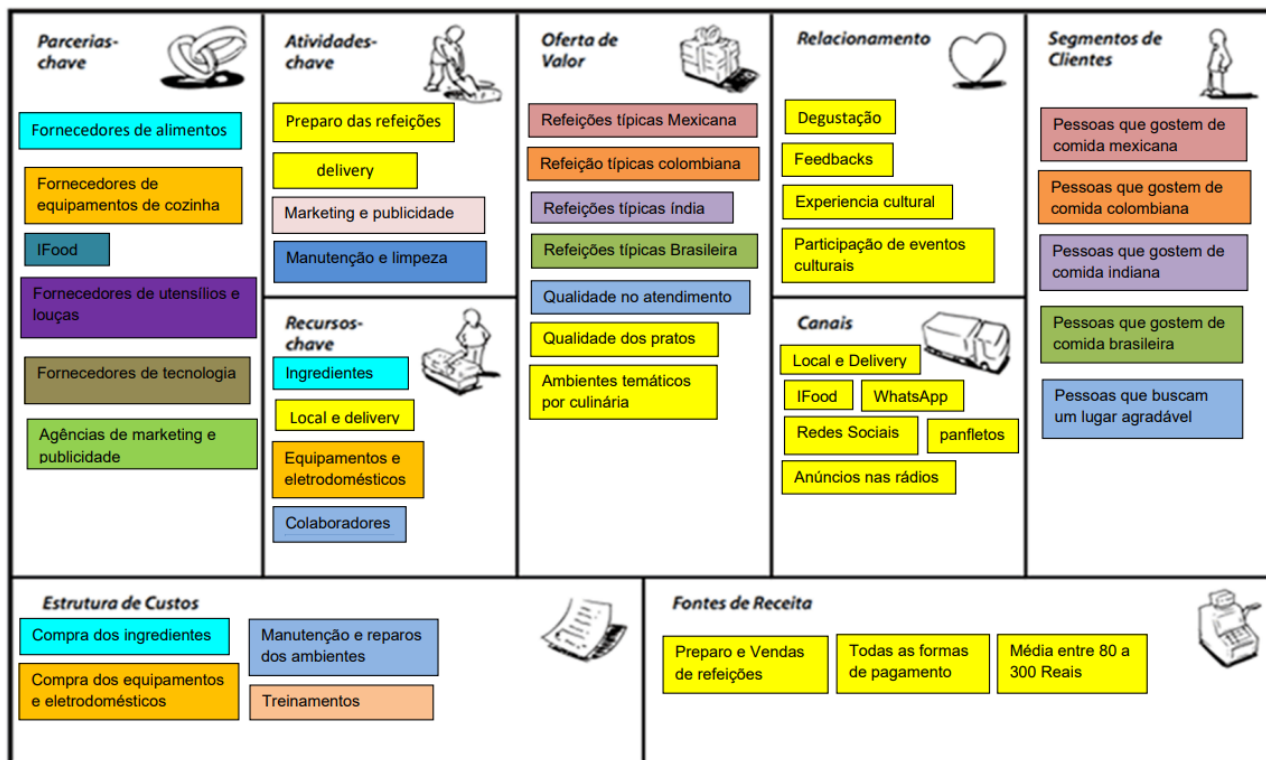 Parcerias-
chave
Fornecedores de alimentos
Fornecedores de
equipamentos de cozinha
IFood
Fornecedores de utensílios e
louças
Fornecedores de tecnologia
Agências de marketing e
publicidade
Atividades-
chave
Preparo das refeições
delivery
Marketing e publicidade
Manutenção e limpeza
Recursos-
chave
Ingredientes
Local e delivery
Equipamentos e
eletrodomésticos
Colaboradores
Oferta de
Valor
Refeições típicas Mexicana
Refeição típicas colombiana
Refeições típicas índia
Refeições típicas Brasileira
Qualidade no atendimento
Qualidade dos pratos
Ambientes temáticos
por culinária
Relacionamento
Degustação
Feedbacks
Experiencia cultural
Participação de eventos
culturais
Canais
Local e Delivery
IFood
WhatsApp
Redes Sociais
panfletos
Anúncios nas rádios
Segmentos de
Clientes
Pessoas que gostem de
comida mexicana
Pessoas que gostem de
comida colombiana
Pessoas que gostem de
comida indiana
Pessoas que gostem de
comida brasileira
Pessoas que buscam
um lugar agradável
Estrutura de Custos
Compra dos ingredientes
Compra dos equipamentos
e eletrodomésticos
Manutenção e reparos
dos ambientes
Treinamentos
Fontes de Receita
Preparo e Vendas
de refeições
Todas as formas
de pagamento
Média entre 80 a
300 Reais